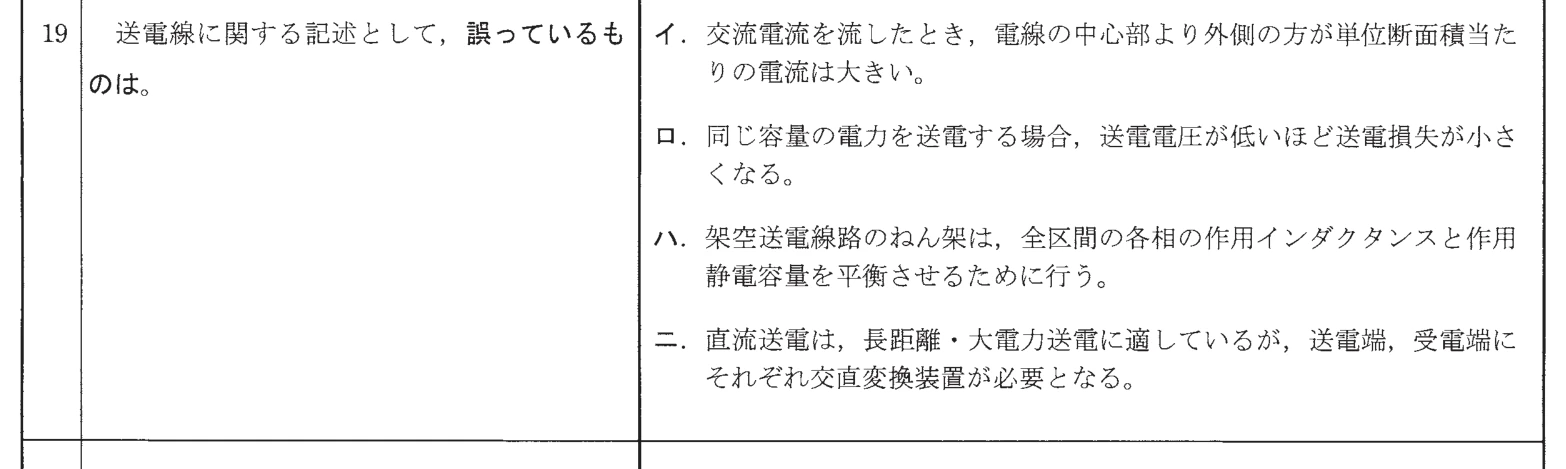 19
送電線に関する記述として，誤っているも
のは。
イ．交流電流を流したとき，電線の中心部より外側の方が単位断面積当た
りの電流は大きい。
ロ．同じ容量の電力を送電する場合，送電電圧が低いほど送電損失が小さ
くなる。
ハ．架空送電線路のねん架は，全区間の各相の作用インダクタンスと作用
静電容量を平衡させるために行う。
ニ．直流送電は，長距離・大電力送電に適しているが，送電端，受電端に
それぞれ交直変換装置が必要となる。